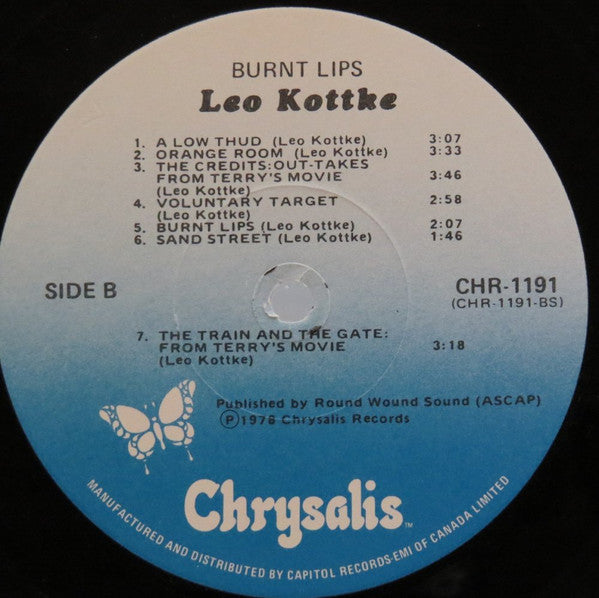 BURNT LIPS
Leo Kottke
1. A LOW THUD (Leo Kottke) 3:07
2. ORANGE ROOM (Leo Kottke) 3:33
3. THE CREDITS: OUT-TAKES
FROM TERRY'S MOVIE 3:46
(Leo Kottke)
4. VOLUNTARY TARGET 2:58
(Leo Kottke)
5. BURNT LIPS (Leo Kottke) 2:07
6. SAND STREET (Leo Kottke) 1:46
SIDE B
CHR-1191
(CHR-1191-BS)
7. THE TRAIN AND THE GATE:
FROM TERRY'S MOVIE 3:18
(Leo Kottke)
Published by Round Wound Sound (ASCAP)
Ⓟ1978 Chrysalis Records
Chrysalis™
MANUFACTURED AND DISTRIBUTED BY CAPITOL RECORDS-EMI OF CANADA LIMITED